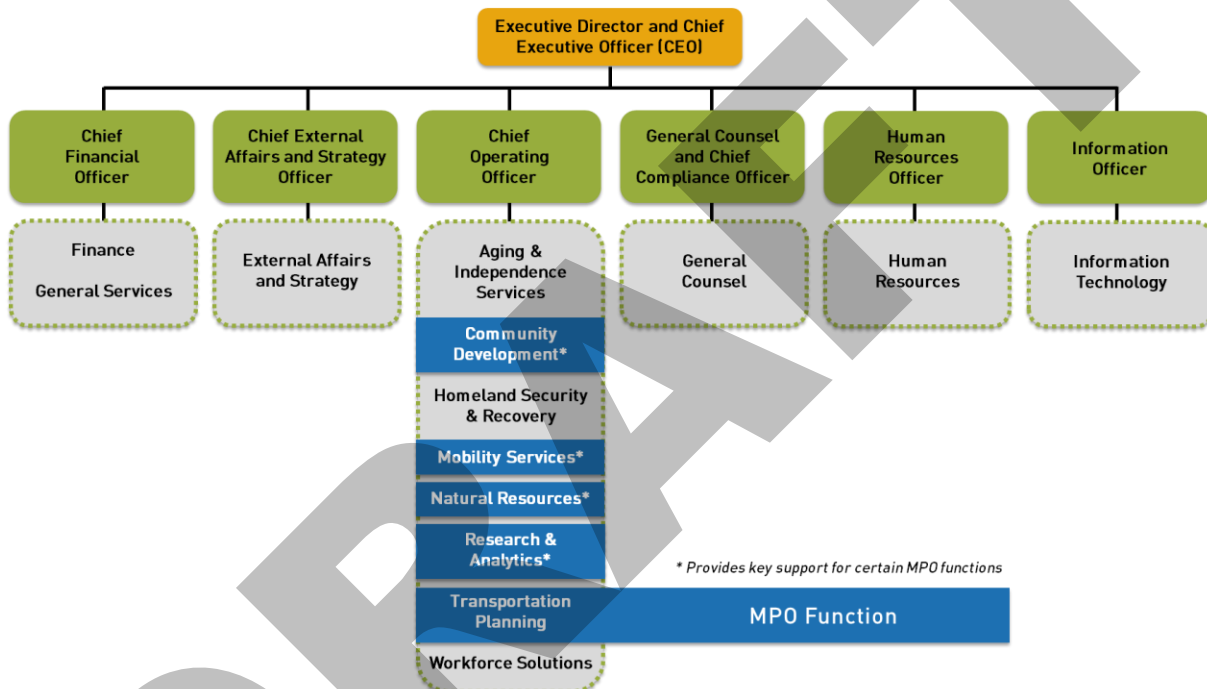 Executive Director and Chief
Executive Officer (CEO)
Chief
Financial
Officer
Chief External
Affairs and Strategy
Officer
Chief
Operating
Officer
General Counsel
and Chief
Compliance Officer
Human
Resources
Officer
Information
Officer
Finance
General Services
External Affairs
and Strategy
Aging &
Independence
Services
Community
Development*
Homeland Security
& Recovery
Mobility Services*
Natural Resources*
Research &
Analytics*
Transportation
Planning
Workforce Solutions
General
Counsel
Human
Resources
Information
Technology
* Provides key support for certain MPO functions
MPO Function
DRAFT